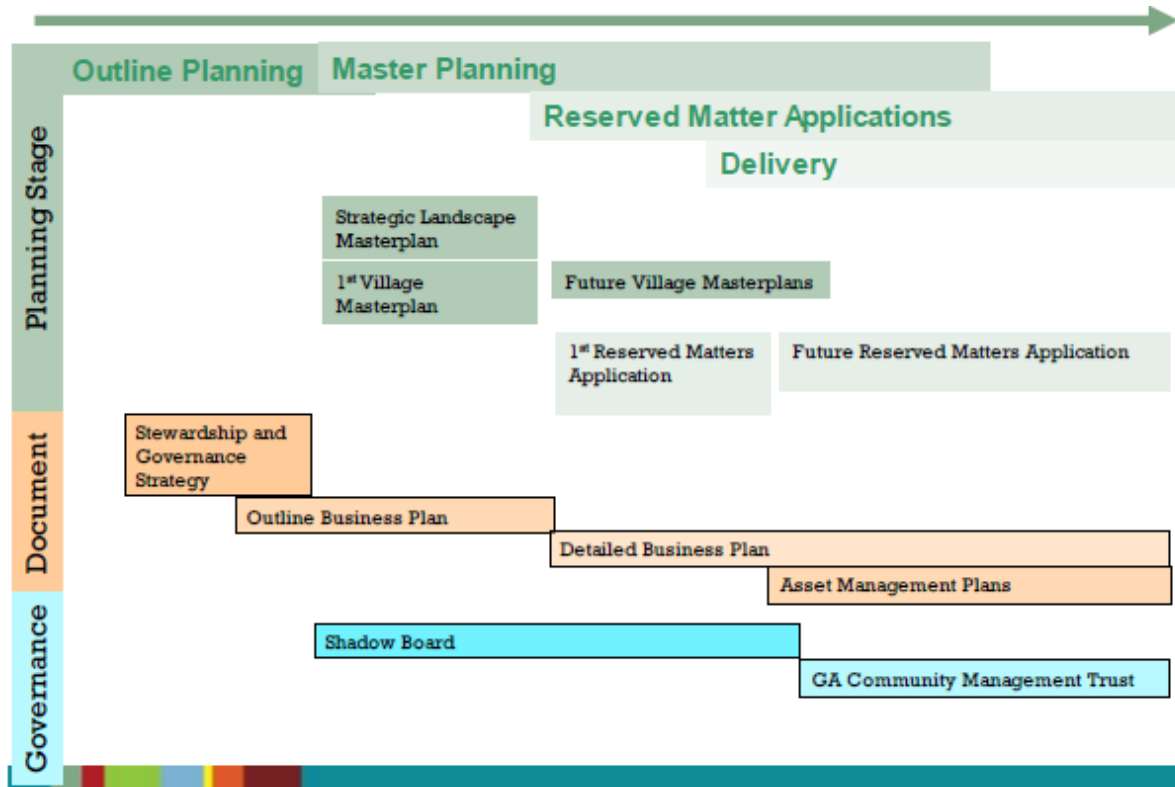 Outline Planning
Master Planning
Reserved Matter Applications
Delivery
Planning Stage
Strategic Landscape
Masterplan
1st Village
Masterplan
Future Village Masterplans
1st Reserved Matters
Application
Future Reserved Matters Application
Document
Stewardship and
Governance
Strategy
Outline Business Plan
Detailed Business Plan
Asset Management Plans
Governance
Shadow Board
GA Community Management Trust